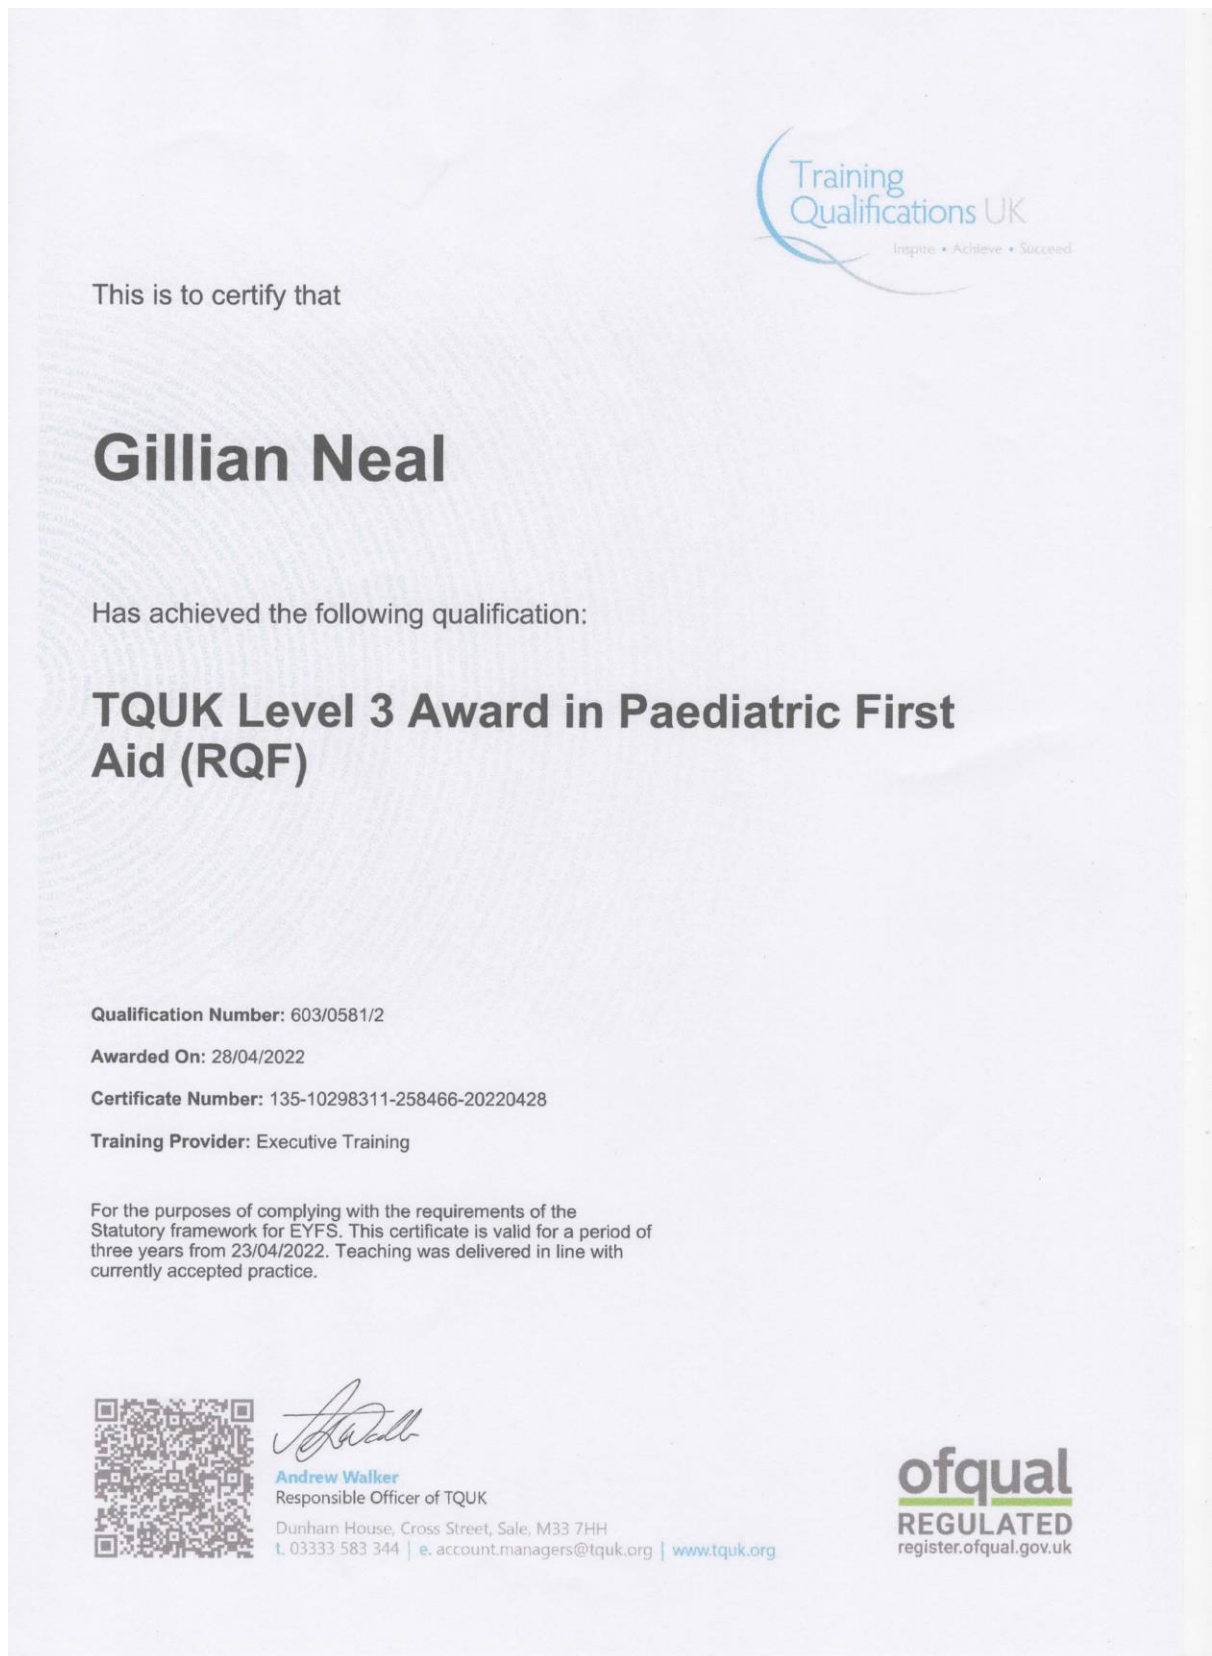 Training
Qualifications UK
Inspire • Achieve • Succeed
This is to certify that
Gillian Neal
Has achieved the following qualification:
TQUK Level 3 Award in Paediatric First
Aid (RQF)
Qualification Number: 603/0581/2
Awarded On: 28/04/2022
Certificate Number: 135-10298311-258466-20220428
Training Provider: Executive Training
For the purposes of complying with the requirements of the
Statutory framework for EYFS. This certificate is valid for a period of
three years from 23/04/2022. Teaching was delivered in line with
currently accepted practice.
Andrew Walker
Responsible Officer of TQUK
Dunham House, Cross Street, Sale, M33 7HH
t. 03333 583 344 | e. account.managers@tquk.org | www.tquk.org
ofqual
REGULATED
register.ofqual.gov.uk